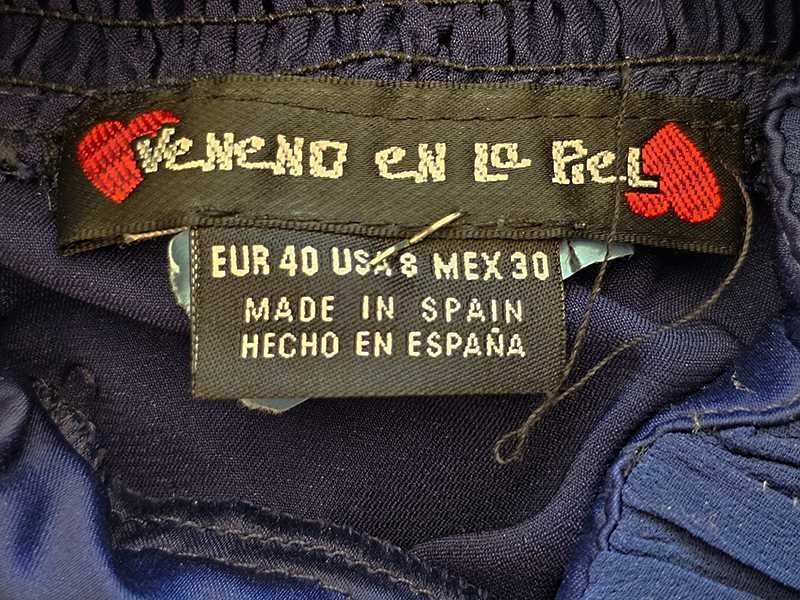 VeNeNO eN La PieL
EUR 40 USA 8 MEX 30
MADE IN SPAIN
HECHO EN ESPAÑA